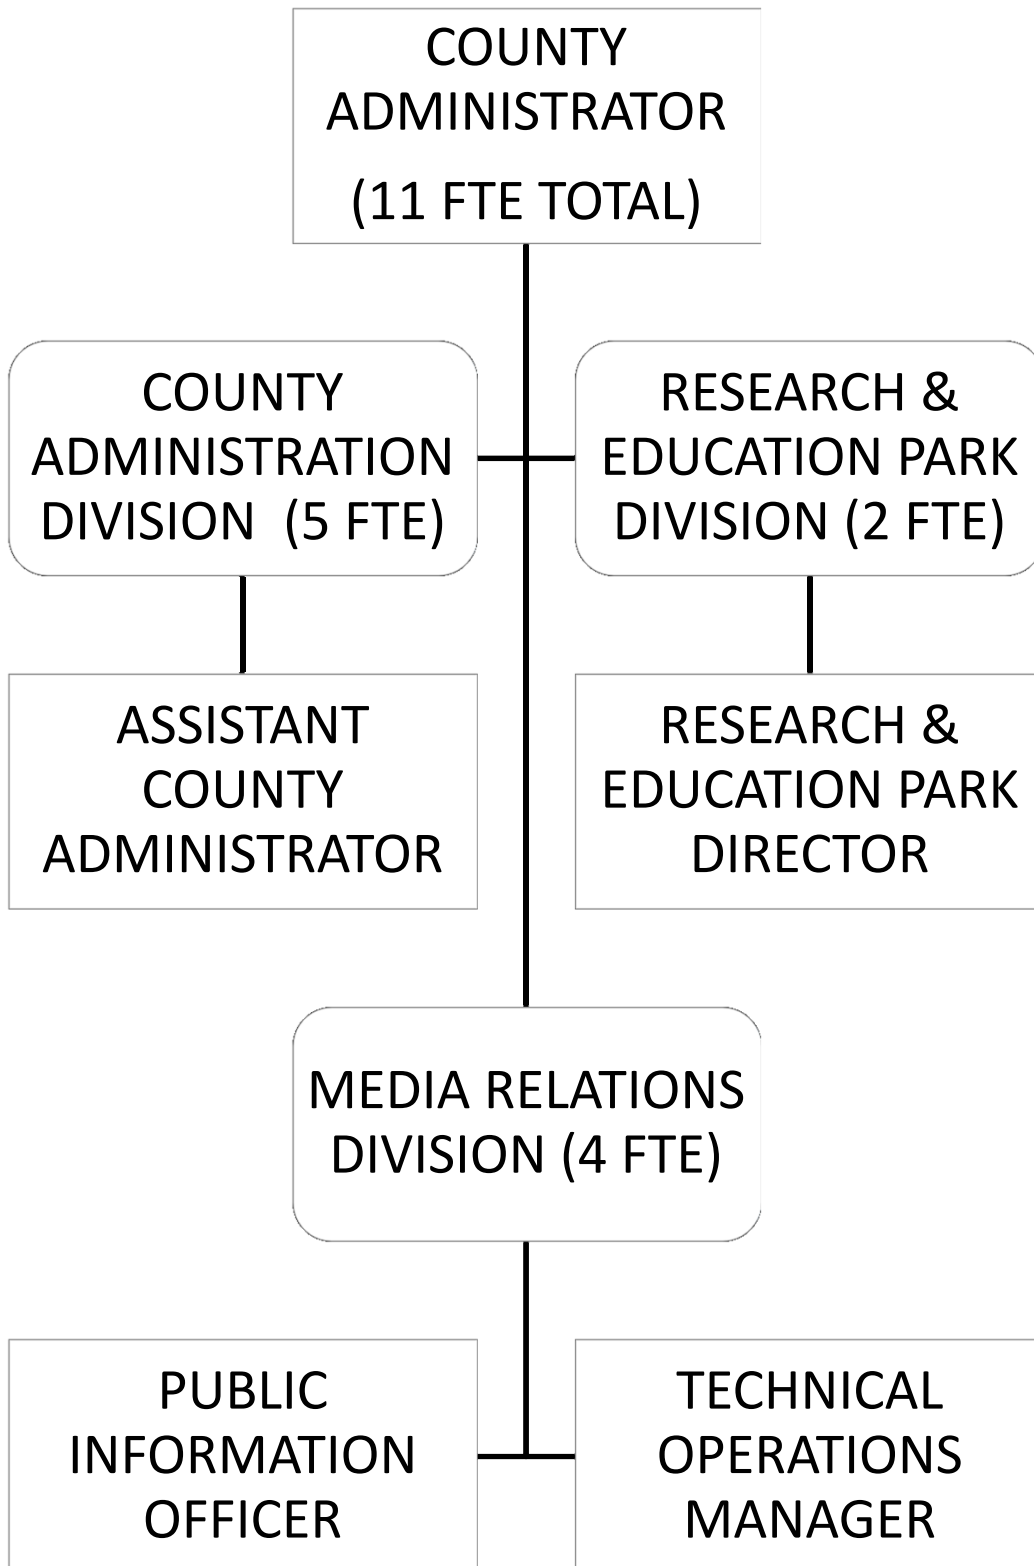 COUNTY
ADMINISTRATOR
(11 FTE TOTAL)
COUNTY
ADMINISTRATION
DIVISION  (5 FTE)
RESEARCH &
EDUCATION PARK
DIVISION (2 FTE)
ASSISTANT
COUNTY
ADMINISTRATOR
RESEARCH &
EDUCATION PARK
DIRECTOR
MEDIA RELATIONS
DIVISION (4 FTE)
PUBLIC
INFORMATION
OFFICER
TECHNICAL
OPERATIONS
MANAGER